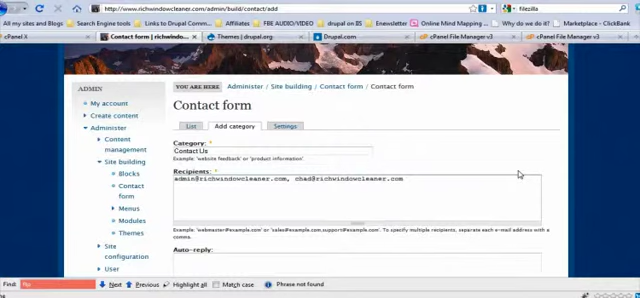 http://www.richwindowcleaner.com/admin/build/contact/add
filezilla
All my Shortcuts
Search Engine tools
Links to Drupal Comm...
Affiliates
FBE AUDIO/VIDEO
drupal on IIS
Enewsletter
Online Mind Mapping ...
Why do we do it?
Marketplace - ClickBank
cPanel X
Contact form | richwindo...
Themes | drupal.org
Drupal.com
cPanel File Manager v3
cPanel File Manager v3
ADMIN
My account
Create content
Administer
Content management
Site building
Blocks
Contact form
Menus
Modules
Themes
Site configuration
User
YOU ARE HERE
Administer / Site building / Contact form / Contact form
Contact form
List
Add category
Settings
Category: *
Contact Us
Example: 'website feedback' or 'product information'.
Recipients: *
admin@richwindowcleaner.com, chad@richwindowcleaner.com
Example: 'webmaster@example.com' or 'sales@example.com,support@example.com'. To specify multiple recipients, separate each e-mail address with a
comma.
Auto-reply:
Find:
Next
Previous
Highlight all
Match case
Phrase not found